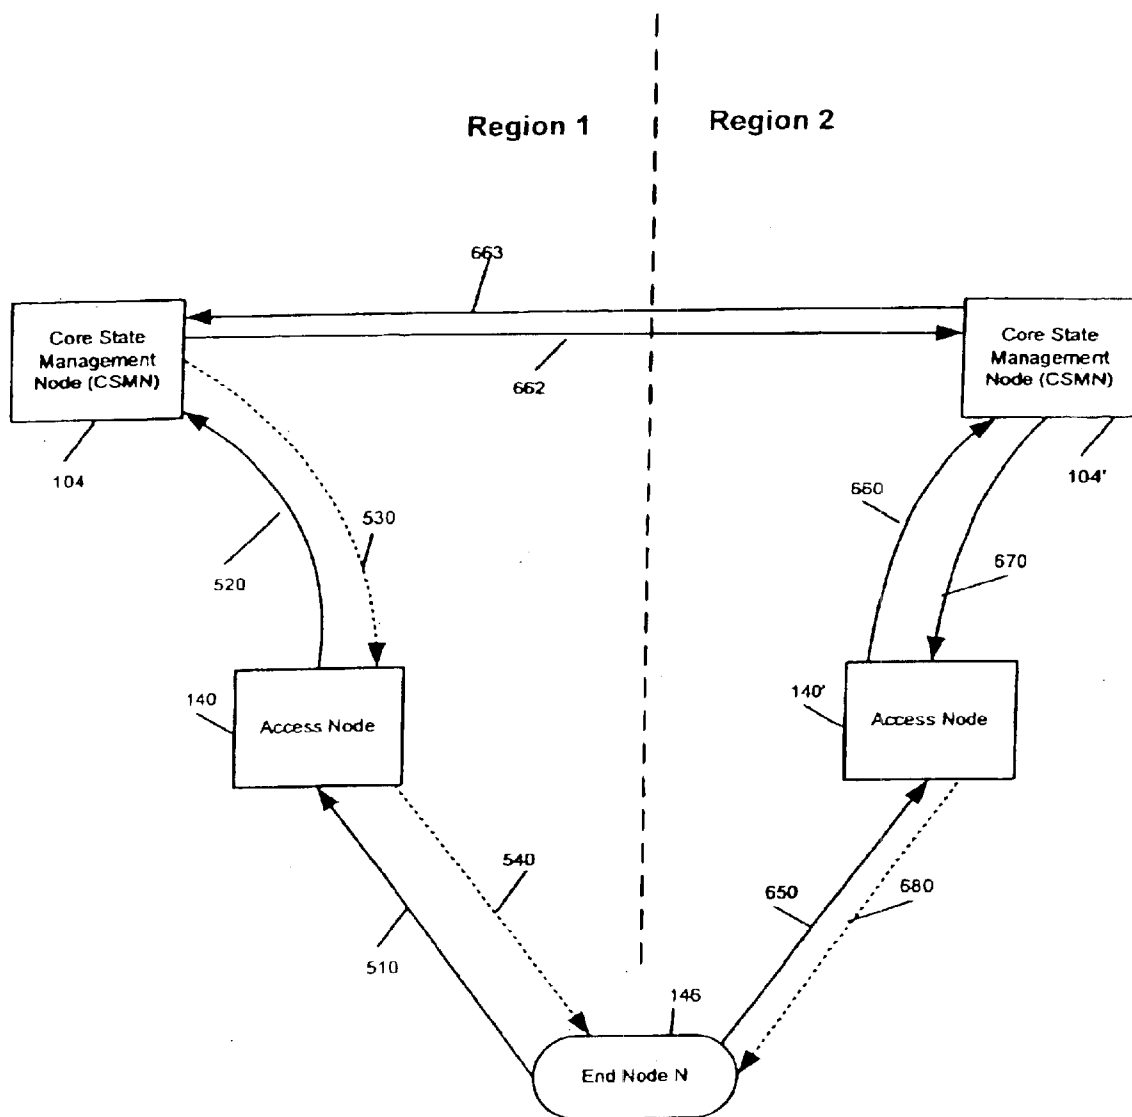 Region 1
Region 2
663
Core State
Management
Node (CSMN)
Core State
Management
Node (CSMN)
662
104
104'
530
660
520
670
140
Access Node
140'
Access Node
540
650
680
510
146
End Node N